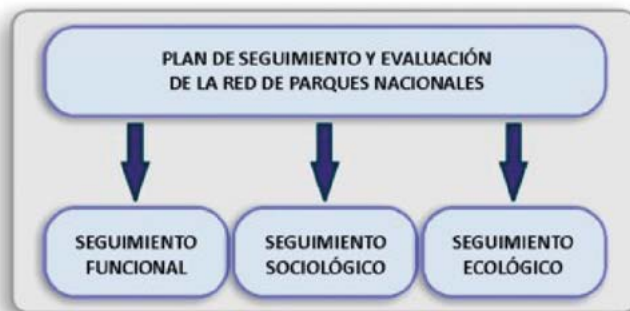 PLAN DE SEGUIMIENTO Y EVALUACIÓN
DE LA RED DE PARQUES NACIONALES
SEGUIMIENTO
FUNCIONAL
SEGUIMIENTO
SOCIOLÓGICO
SEGUIMIENTO
ECOLÓGICO